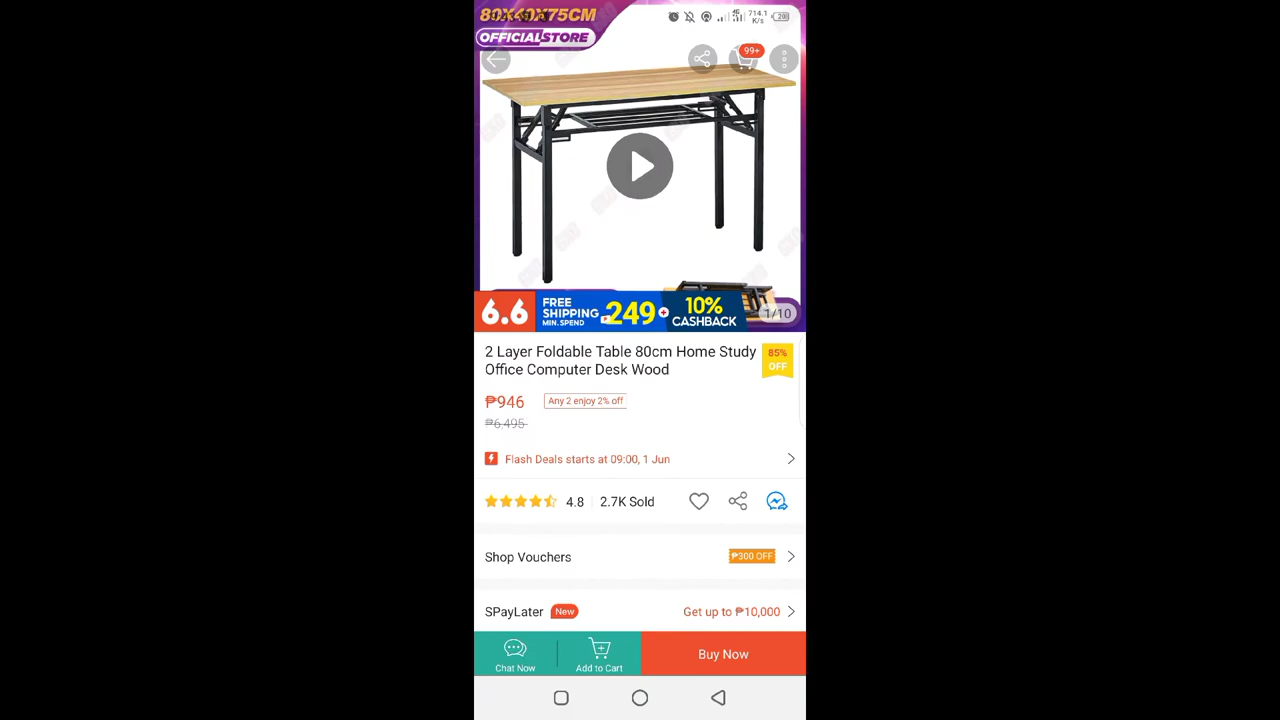 80X40X75CM
OFFICIALSTORE
714.1
K/s
20
99+
6.6
FREE
SHIPPING
MIN. SPEND
249
10%
CASHBACK
1/10
2 Layer Foldable Table 80cm Home Study
Office Computer Desk Wood
85%
OFF
₱946
Any 2 enjoy 2% off
₱6,495
Flash Deals starts at 09:00, 1 Jun
4.8
2.7K Sold
Shop Vouchers
₱300 OFF
SPayLater
New
Get up to ₱10,000
Chat Now
Add to Cart
Buy Now